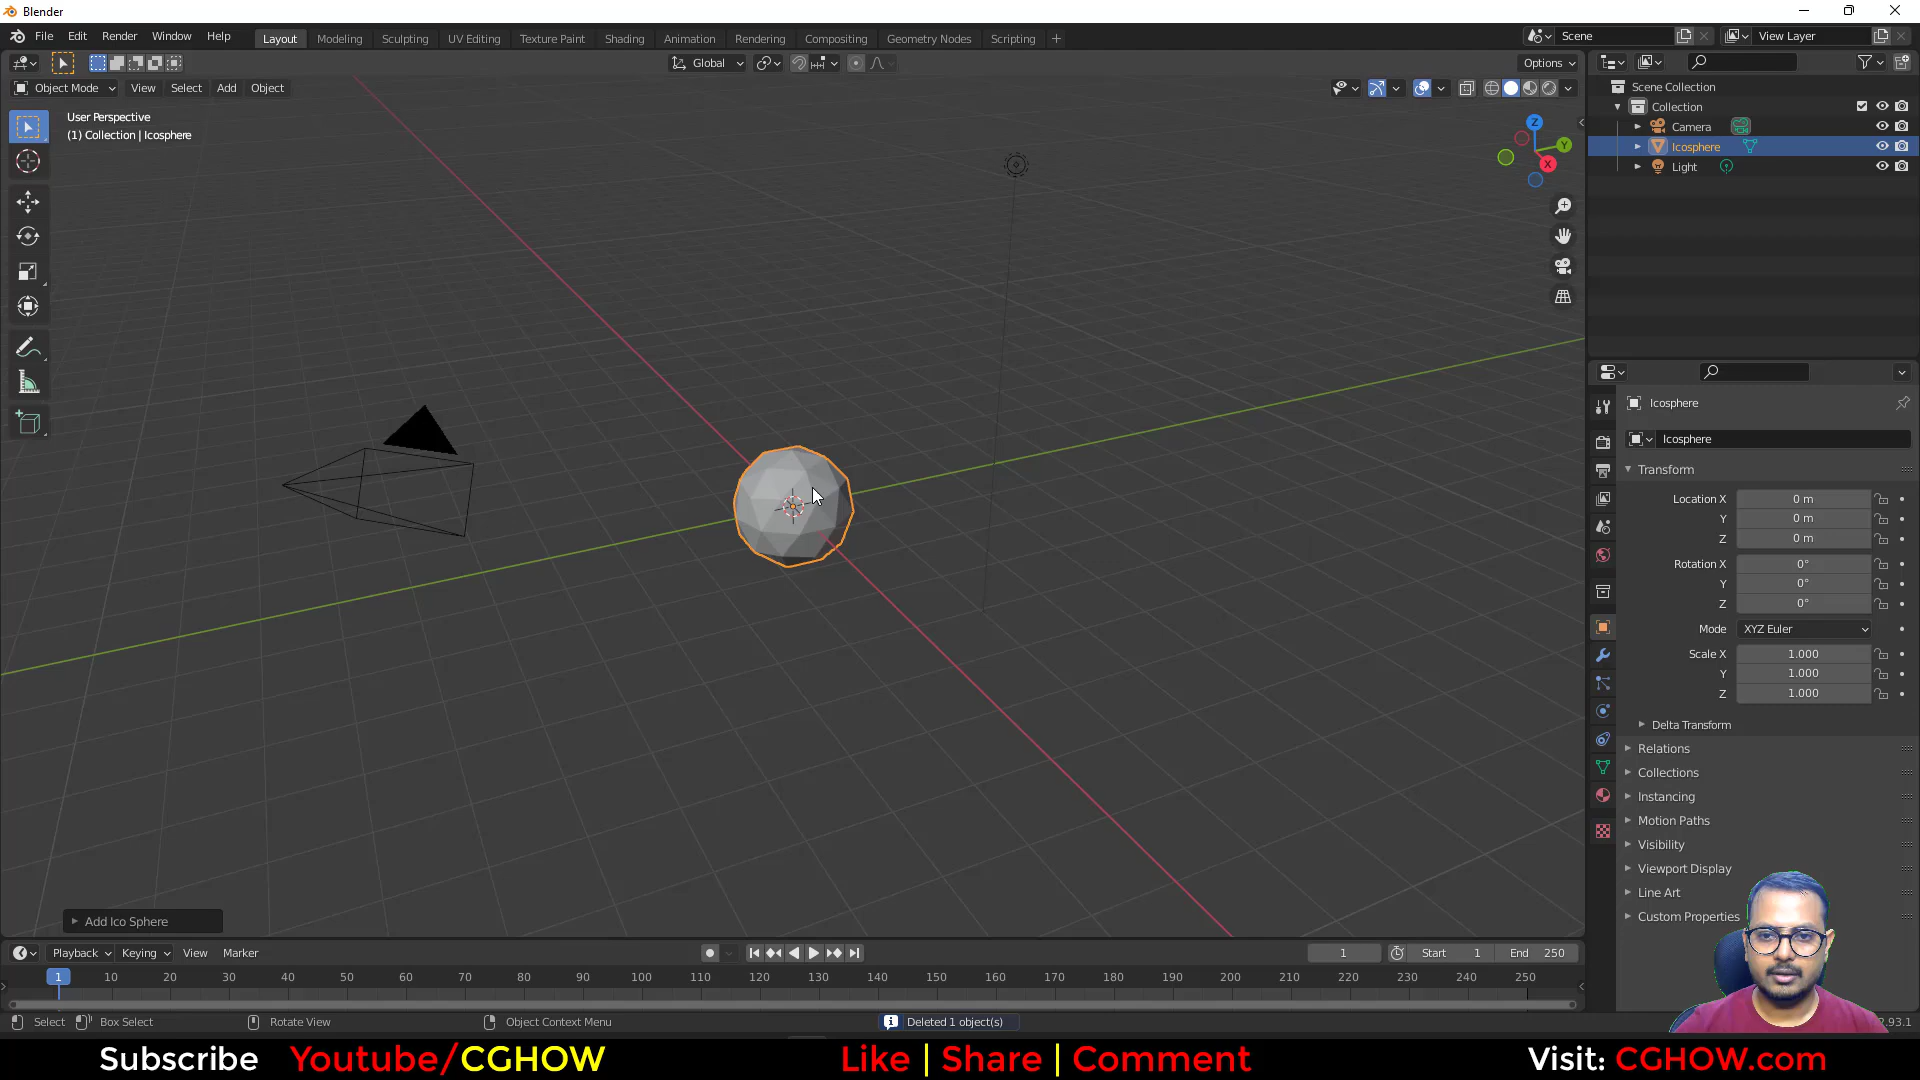 Blender
File Edit Render Window Help
Layout Modeling Sculpting UV Editing Texture Paint Shading Animation Rendering Compositing Geometry Nodes Scripting +
Scene
View Layer
Global
Options
Object Mode View Select Add Object
User Perspective
(1) Collection | Icosphere
Z
Y
X
Scene Collection
Collection
Camera
Icosphere
Light
Icosphere
Icosphere
Transform
Location X 0 m
Y 0 m
Z 0 m
Rotation X 0°
Y 0°
Z 0°
Mode XYZ Euler
Scale X 1.000
Y 1.000
Z 1.000
Delta Transform
Relations
Collections
Instancing
Motion Paths
Visibility
Viewport Display
Line Art
Custom Properties
Add Ico Sphere
Playback Keying View Marker
1
Start 1
End 250
1 10 20 30 40 50 60 70 80 90 100 110 120 130 140 150 160 170 180 190 200 210 220 230 240 250
Select Box Select Rotate View Object Context Menu
Deleted 1 object(s)
2.93.1
Subscribe Youtube/CGHOW
Like | Share | Comment
Visit: CGHOW.com